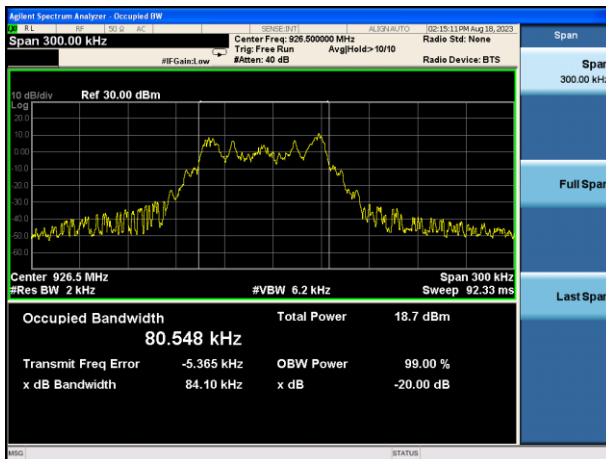 Agilent Spectrum Analyzer - Occupied BW
RL RF 50 Ω AC SENSE:INT ALIGN AUTO 02:15:11 PM Aug 18, 2023
Span 300.00 kHz Center Freq: 926.500000 MHz Radio Std: None Span
Trig: Free Run Avg|Hold:> 10/10
#IFGain:Low #Atten: 40 dB Radio Device: BTS
Span
300.00 kHz
10 dB/div Ref 30.00 dBm
Log
20.0
10.0
0.00
-10.0
-20.0
-30.0
-40.0
-50.0
-60.0
Full Span
Center 926.5 MHz Span 300 kHz
#Res BW 2 kHz #VBW 6.2 kHz Sweep 92.33 ms
Last Span
Occupied Bandwidth Total Power 18.7 dBm
80.548 kHz
Transmit Freq Error -5.365 kHz OBW Power 99.00 %
x dB Bandwidth 84.10 kHz x dB -20.00 dB
MSG STATUS